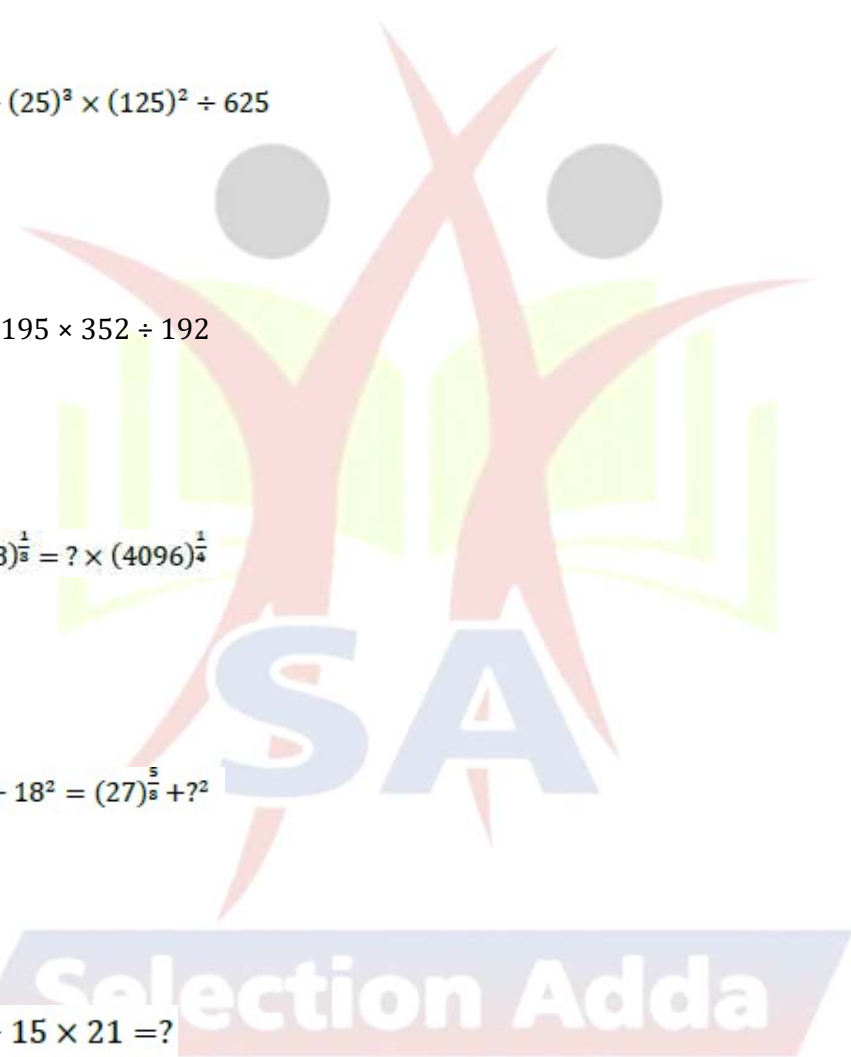 (25)³ × (125)² ÷ 625
195 × 352 ÷ 192
)^{1/3} = ? × (4096)^{1/4}
18² = (27)^{5/3} +?²
15 × 21 =?
SA
Selection Adda